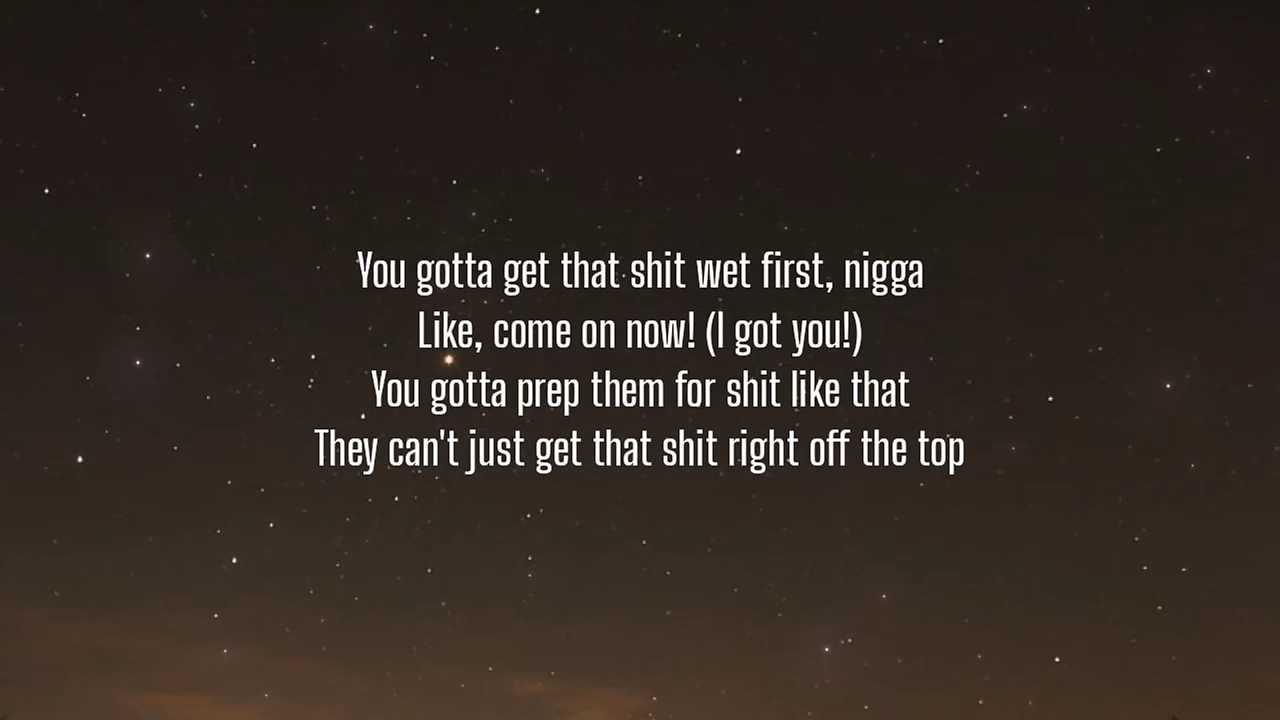 You gotta get that shit wet first, nigga
Like, come on now! (I got you!)
You gotta prep them for shit like that
They can't just get that shit right off the top